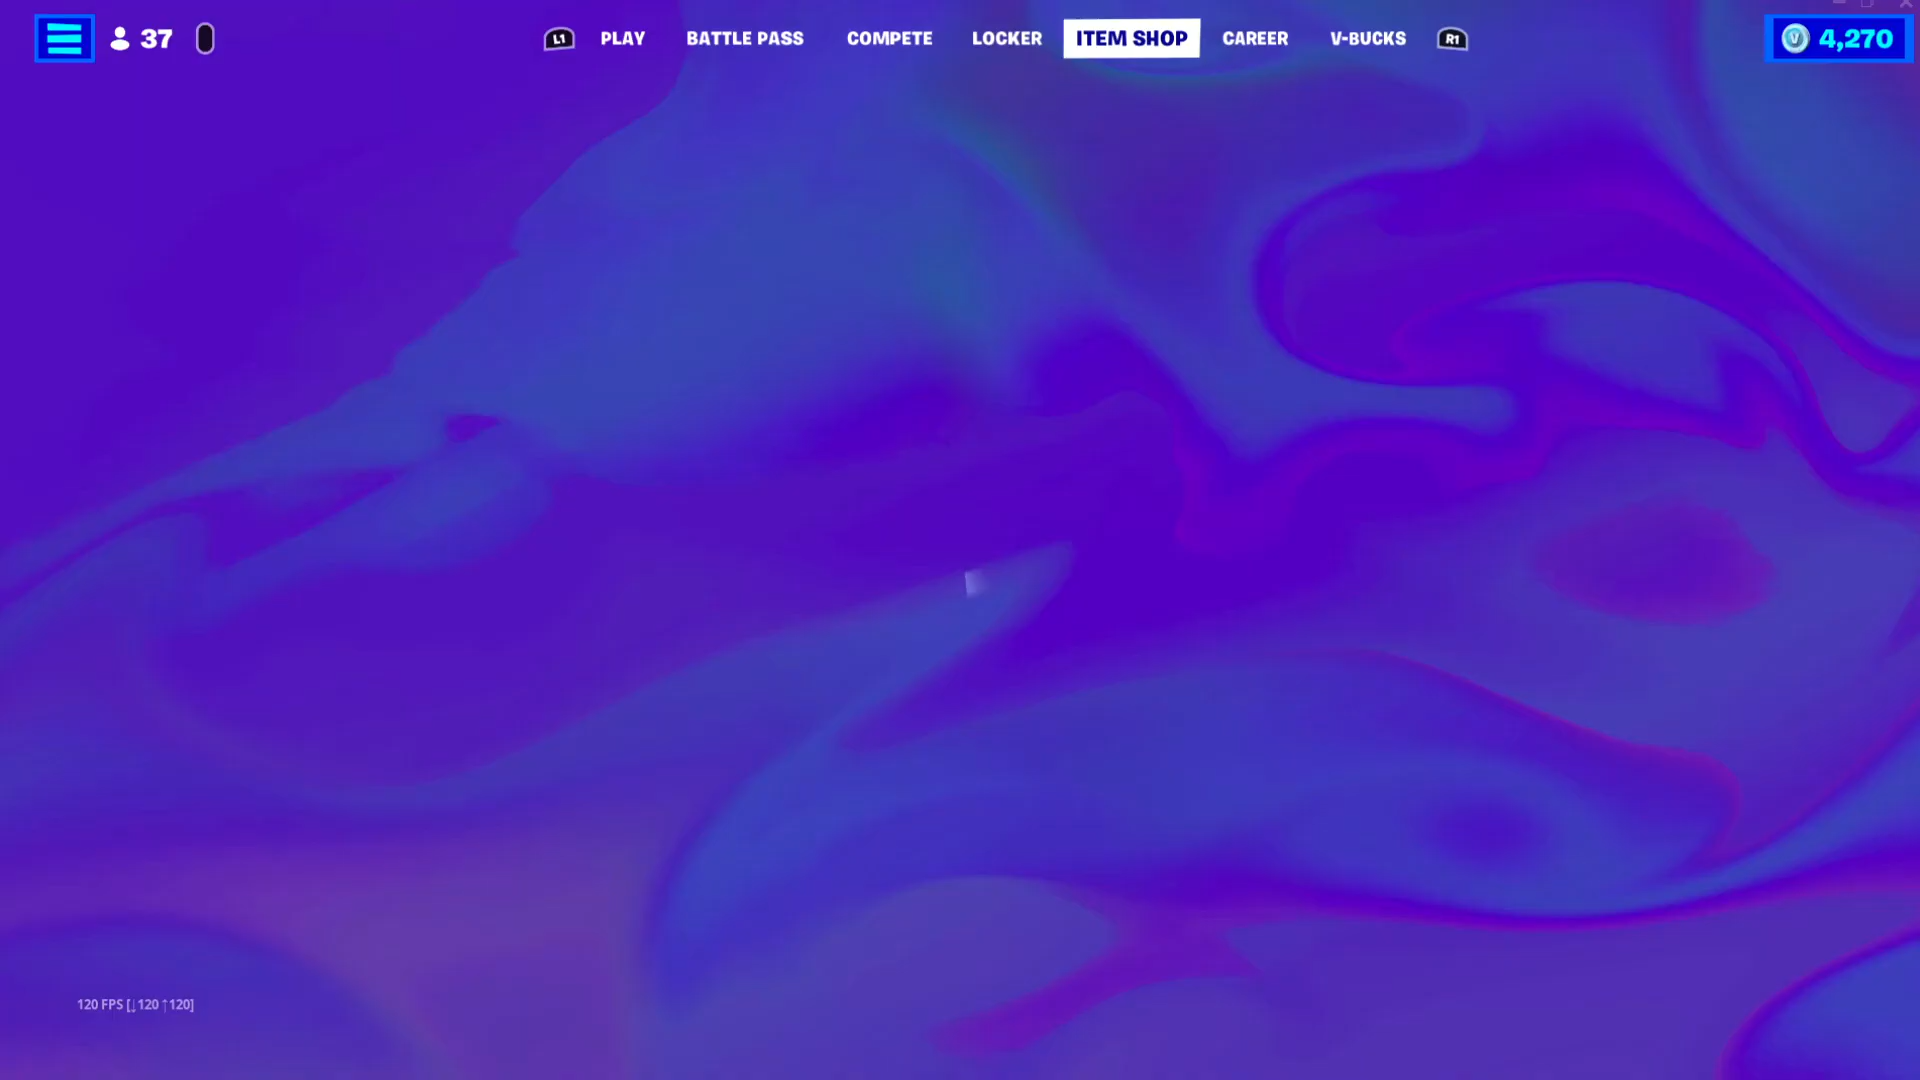 37
L1 PLAY BATTLE PASS COMPETE LOCKER ITEM SHOP CAREER V-BUCKS R1
V 4,270
120 FPS [↓120 ↑120]